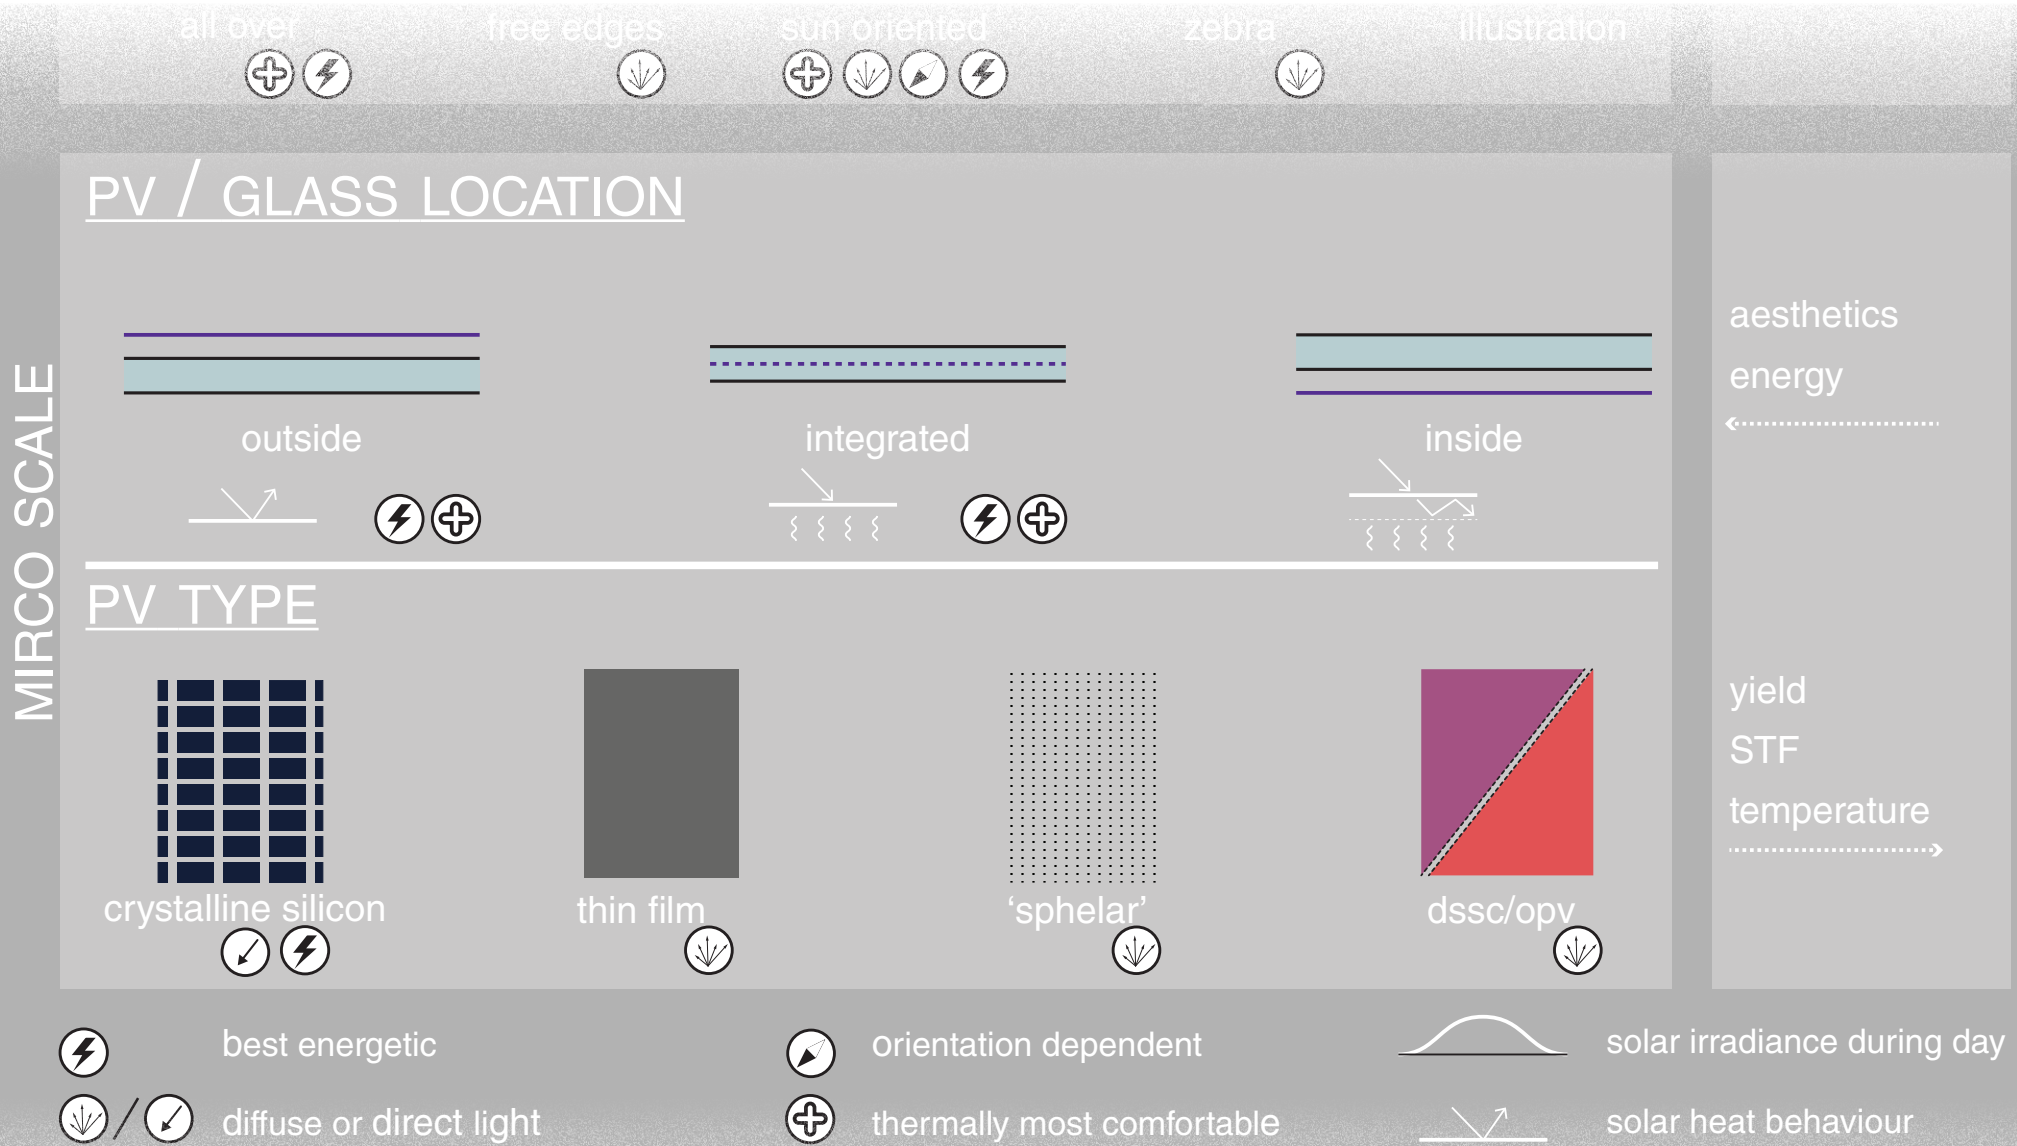 all over
free edges
sun oriented
zebra
illustration
MIRCO SCALE
PV / GLASS LOCATION
outside
integrated
inside
aesthetics
energy
PV TYPE
crystalline silicon
thin film
‘sphelar’
dssc/opv
yield
STF
temperature
best energetic
orientation dependent
solar irradiance during day
diffuse or direct light
thermally most comfortable
solar heat behaviour